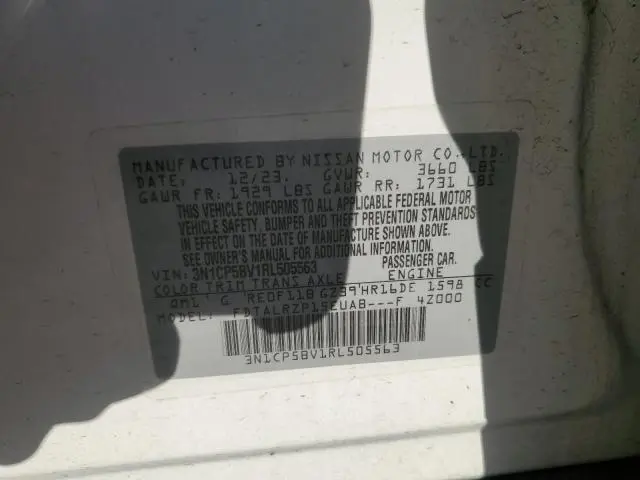 MANUFACTURED BY NISSAN MOTOR CO.,LTD.
DATE: 12/23. GVWR: 3660 LBS
GAWR FR: 1929 LBS GAWR RR: 1731 LBS
THIS VEHICLE CONFORMS TO ALL APPLICABLE FEDERAL MOTOR
VEHICLE SAFETY, BUMPER AND THEFT PREVENTION STANDARDS
IN EFFECT ON THE DATE OF MANUFACTURE SHOWN ABOVE.
SEE OWNER'S MANUAL FOR ADDITIONAL INFORMATION.
VIN: 3N1CP5BV1RL505563 PASSENGER CAR.
COLOR TRIM TRANS AXLE ENGINE
QM1 G RE0F11B GZ39 HR16DE 1598 CC
MODEL: FDTALRZP15EUAB---F 4Z000
3N1CP5BV1RL505563